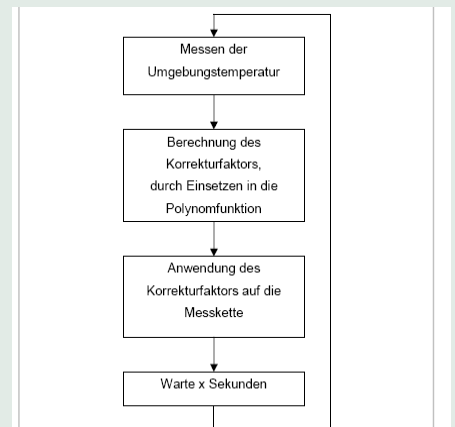 Messen der
Umgebungstemperatur
Berechnung des
Korrekturfaktors,
durch Einsetzen in die
Polynomfunktion
Anwendung des
Korrekturfaktors auf die
Messkette
Warte x Sekunden